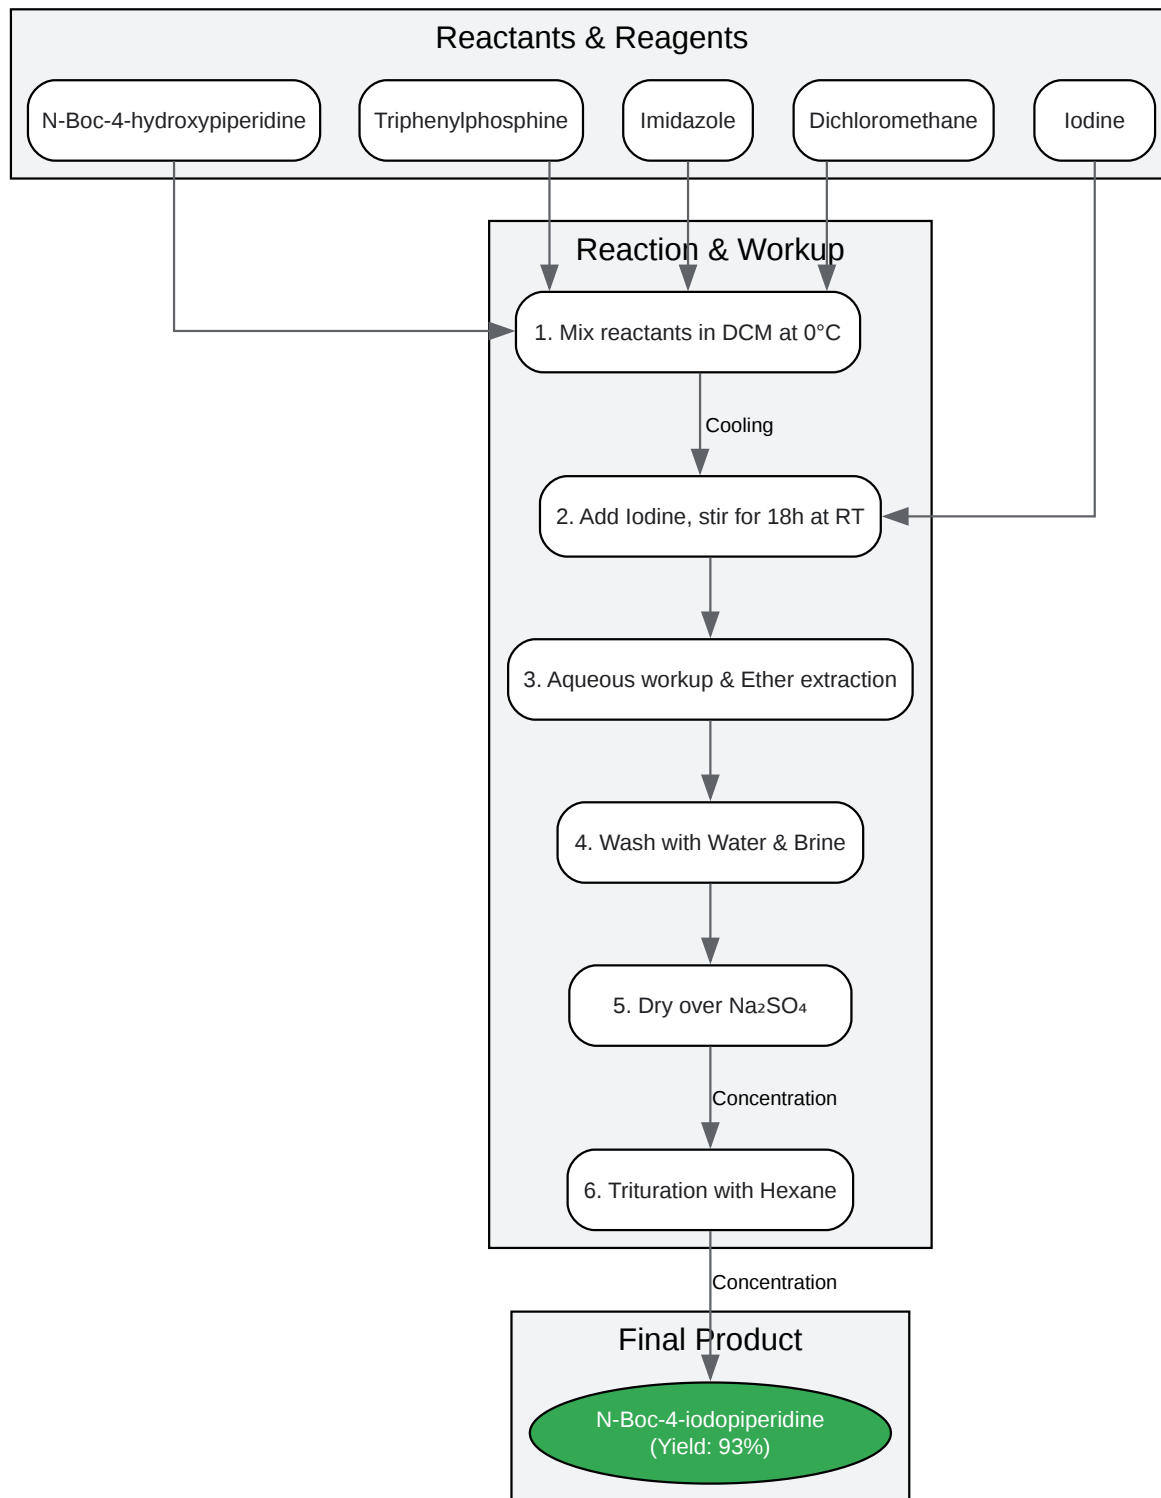 Reactants & Reagents
N-Boc-4-hydroxypiperidine
Triphenylphosphine
Imidazole
Dichloromethane
Iodine
Reaction & Workup
1. Mix reactants in DCM at 0°C
Cooling
2. Add Iodine, stir for 18h at RT
3. Aqueous workup & Ether extraction
4. Wash with Water & Brine
5. Dry over Na₂SO₄
Concentration
6. Trituration with Hexane
Concentration
Final Product
N-Boc-4-iodopiperidine
(Yield: 93%)